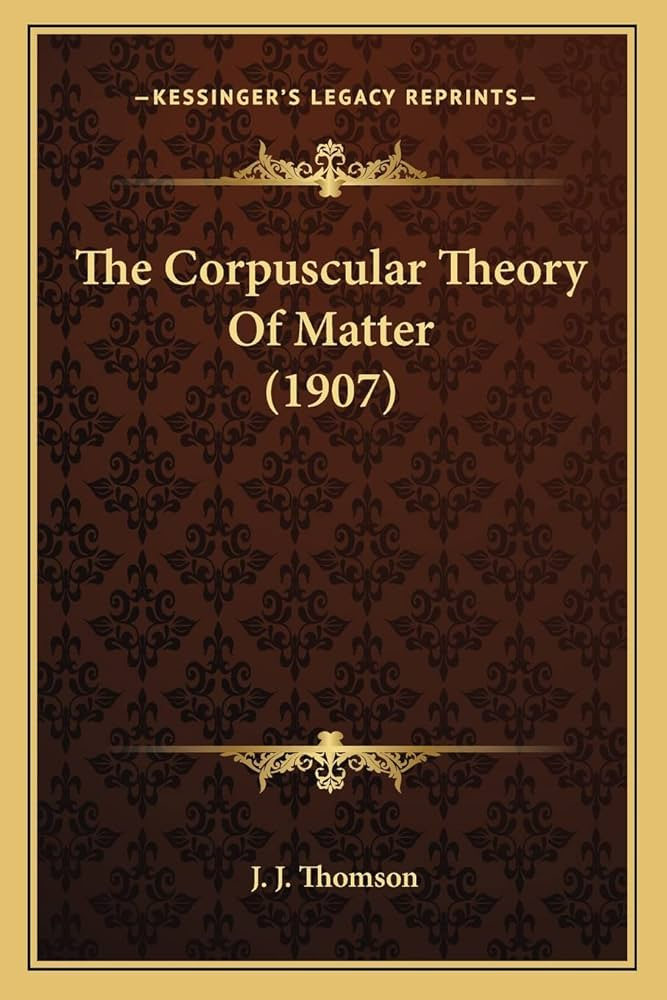 –KESSINGER'S LEGACY REPRINTS–
The Corpuscular Theory
Of Matter
(1907)
J. J. Thomson